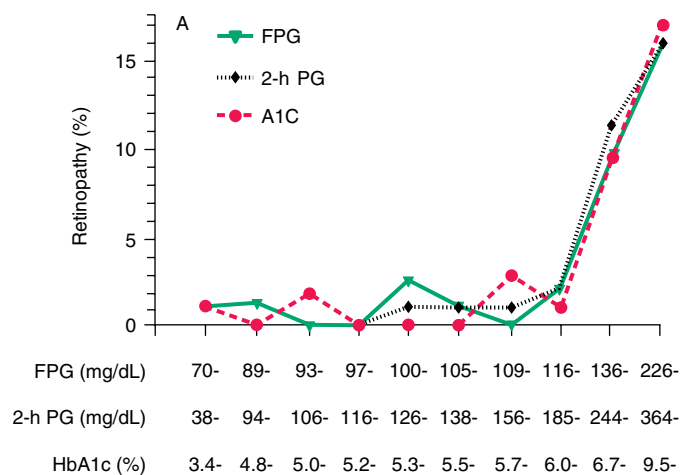 A
FPG
2-h PG
A1C
Retinopathy (%)
15
10
5
0
FPG (mg/dL) 70- 89- 93- 97- 100- 105- 109- 116- 136- 226-
2-h PG (mg/dL) 38- 94- 106- 116- 126- 138- 156- 185- 244- 364-
HbA1c (%) 3.4- 4.8- 5.0- 5.2- 5.3- 5.5- 5.7- 6.0- 6.7- 9.5-